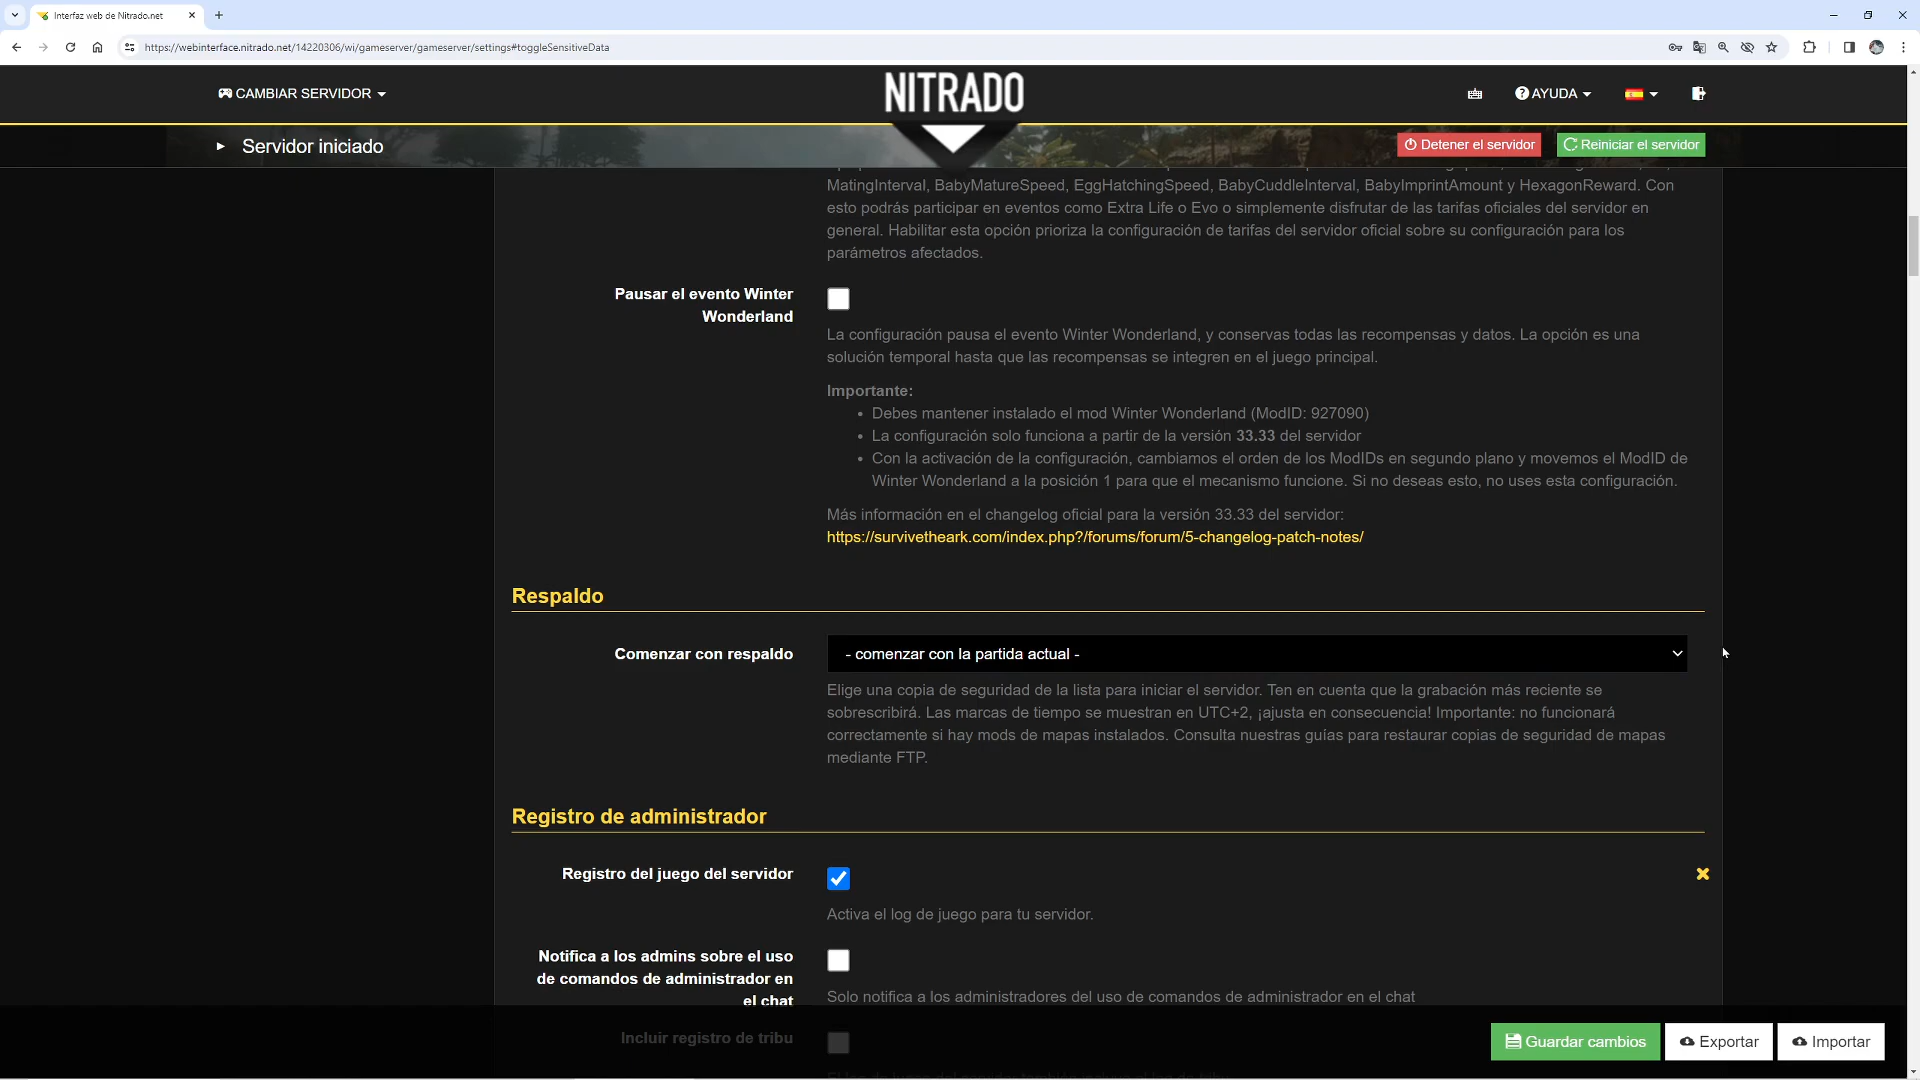 Interfaz web de Nitrado.net
https://webinterface.nitrado.net/14220306/wi/gameserver/gameserver/settings#toggleSensitiveData
CAMBIAR SERVIDOR
NITRADO
AYUDA
Servidor iniciado
Detener el servidor
Reiniciar el servidor
MatingInterval, BabyMatureSpeed, EggHatchingSpeed, BabyCuddleInterval, BabyImprintAmount y HexagonReward. Con
esto podrás participar en eventos como Extra Life o Evo o simplemente disfrutar de las tarifas oficiales del servidor en
general. Habilitar esta opción prioriza la configuración de tarifas del servidor oficial sobre su configuración para los
parámetros afectados.
Pausar el evento Winter
Wonderland
La configuración pausa el evento Winter Wonderland, y conservas todas las recompensas y datos. La opción es una
solución temporal hasta que las recompensas se integren en el juego principal.
Importante:
• Debes mantener instalado el mod Winter Wonderland (ModID: 927090)
• La configuración solo funciona a partir de la versión 33.33 del servidor
• Con la activación de la configuración, cambiamos el orden de los ModIDs en segundo plano y movemos el ModID de
Winter Wonderland a la posición 1 para que el mecanismo funcione. Si no deseas esto, no uses esta configuración.
Más información en el changelog oficial para la versión 33.33 del servidor:
https://survivetheark.com/index.php?/forums/forum/5-changelog-patch-notes/
Respaldo
Comenzar con respaldo
- comenzar con la partida actual -
Elige una copia de seguridad de la lista para iniciar el servidor. Ten en cuenta que la grabación más reciente se
sobrescribirá. Las marcas de tiempo se muestran en UTC+2, ¡ajusta en consecuencia! Importante: no funcionará
correctamente si hay mods de mapas instalados. Consulta nuestras guías para restaurar copias de seguridad de mapas
mediante FTP.
Registro de administrador
Registro del juego del servidor
Activa el log de juego para tu servidor.
Notifica a los admins sobre el uso
de comandos de administrador en
el chat
Solo notifica a los administradores del uso de comandos de administrador en el chat
Incluir registro de tribu
Guardar cambios
Exportar
Importar